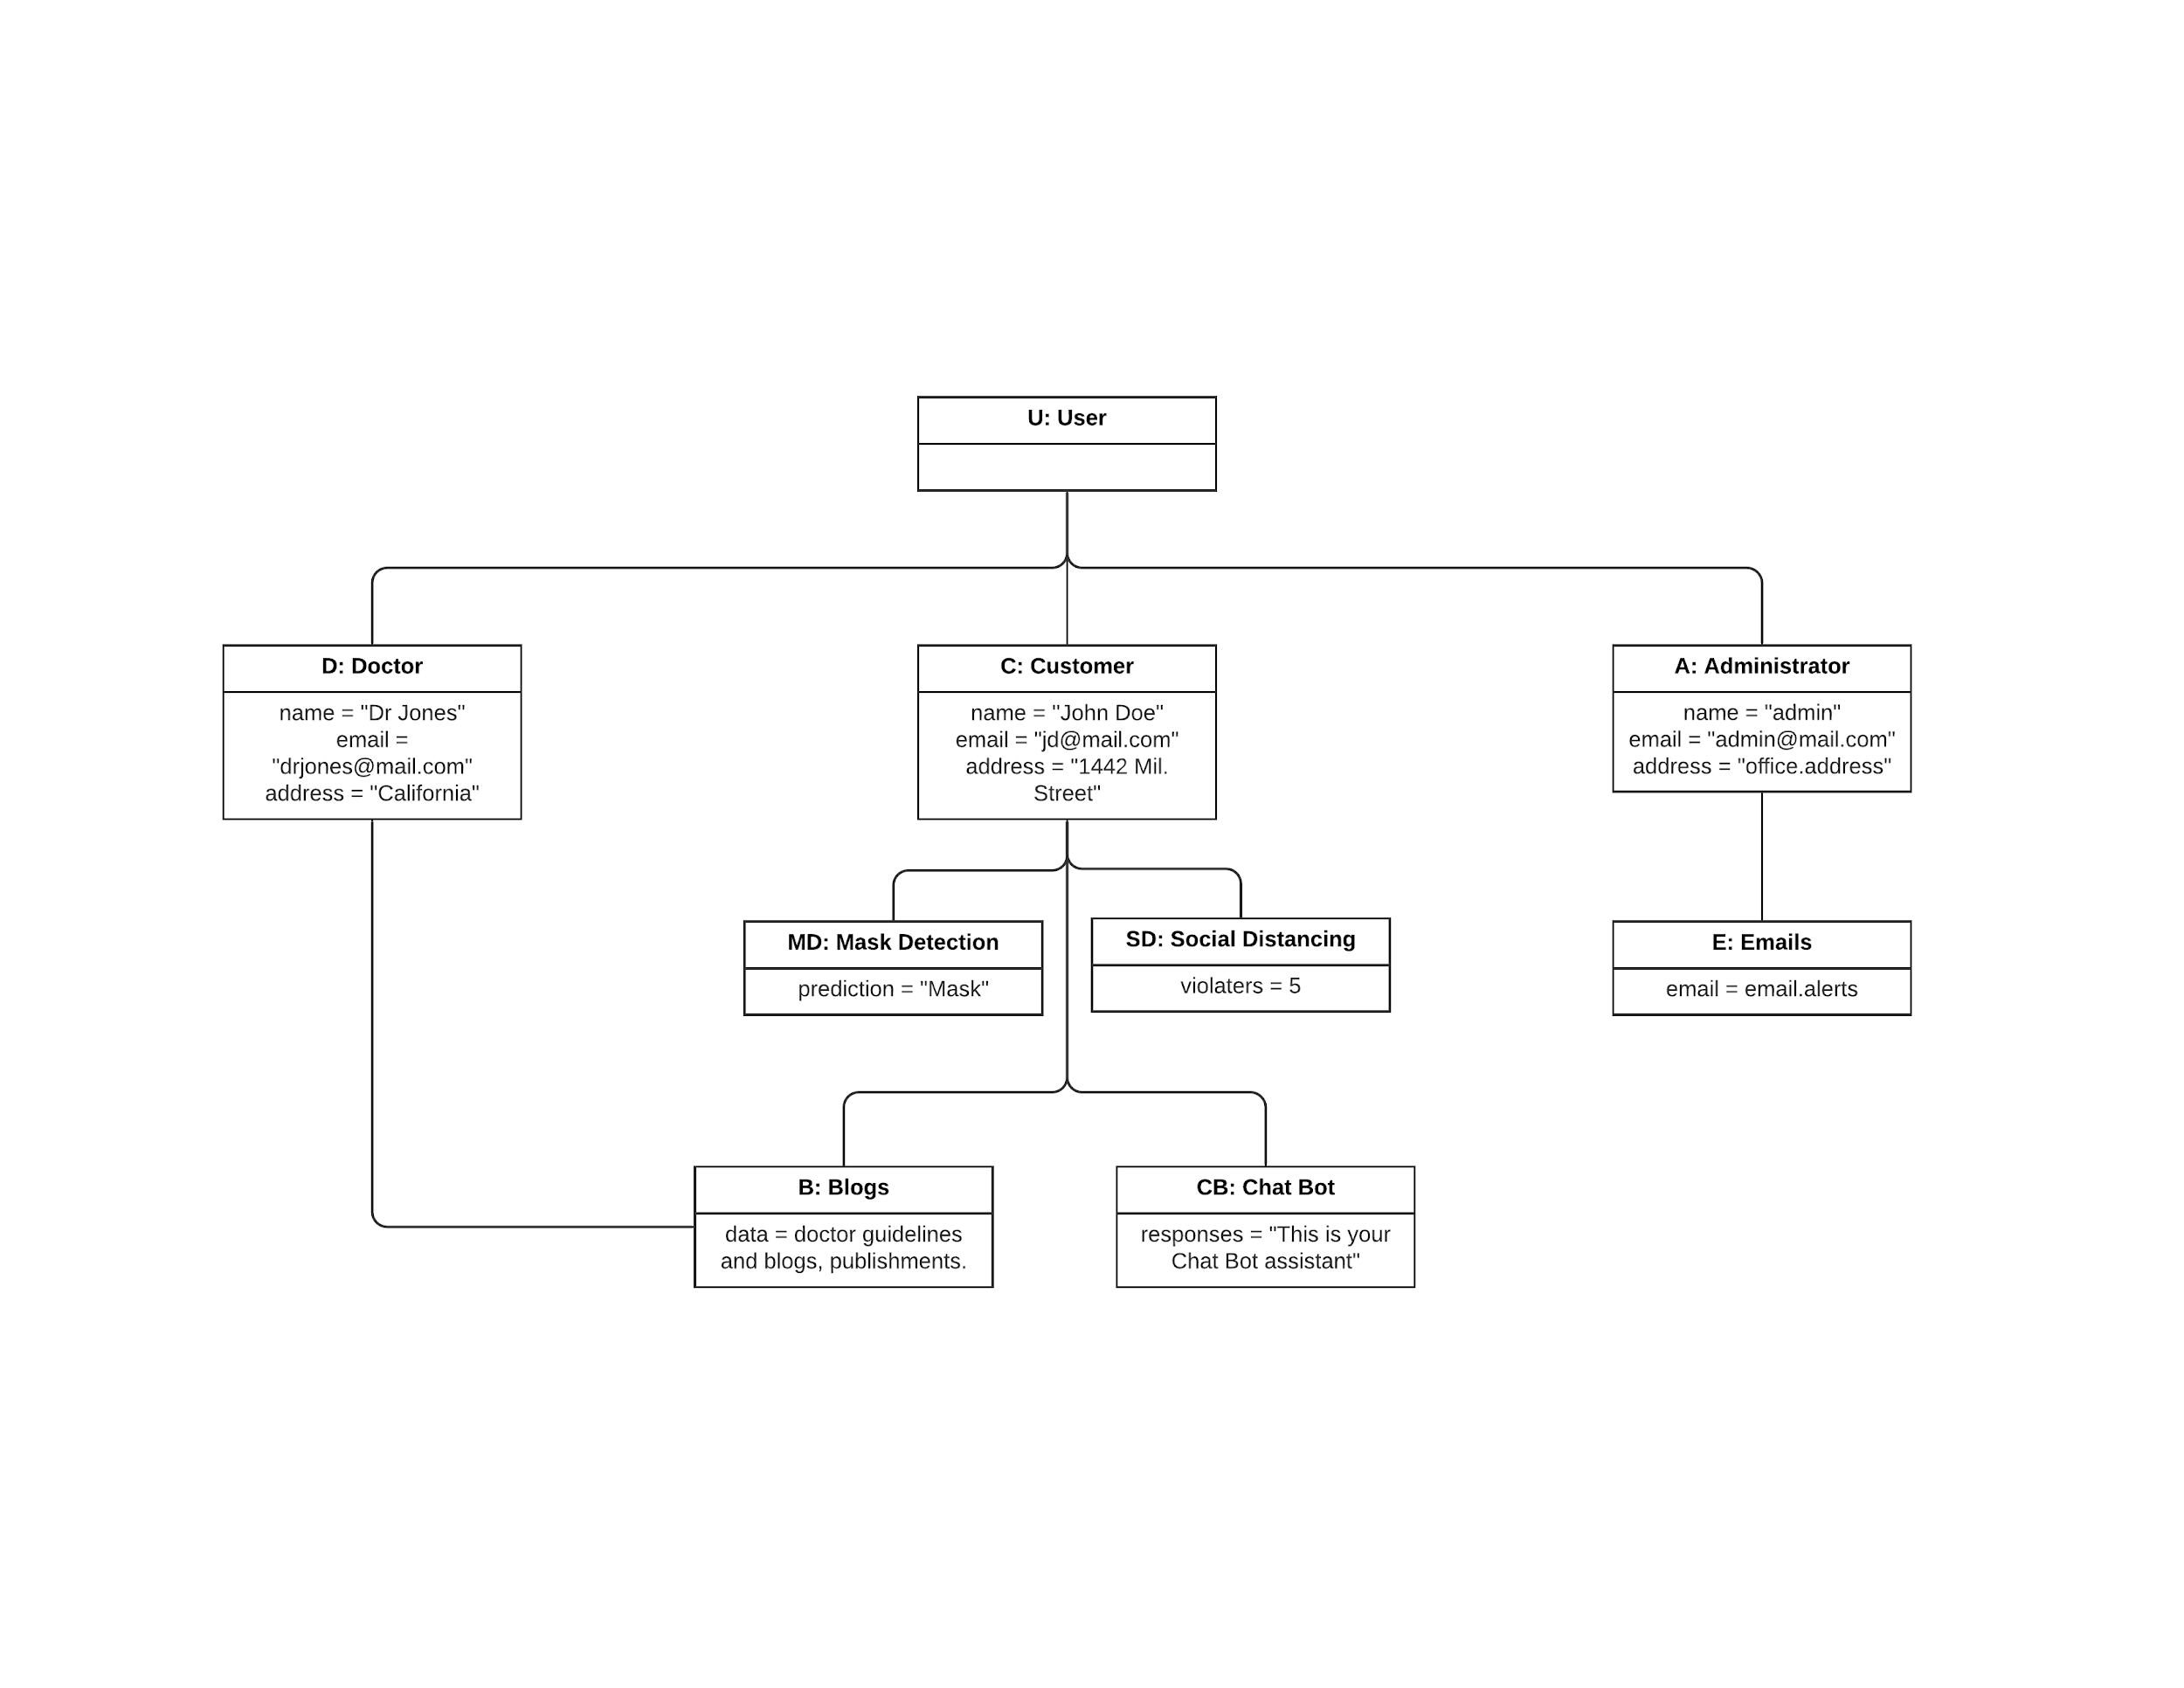 U: User
D: Doctor
name = "Dr Jones"
email =
"drjones@mail.com"
address = "California"
C: Customer
name = "John Doe"
email = "jd@mail.com"
address = "1442 Mil.
Street"
A: Administrator
name = "admin"
email = "admin@mail.com"
address = "office.address"
MD: Mask Detection
prediction = "Mask"
SD: Social Distancing
violaters = 5
E: Emails
email = email.alerts
B: Blogs
data = doctor guidelines
and blogs, publishments.
CB: Chat Bot
responses = "This is your
Chat Bot assistant"